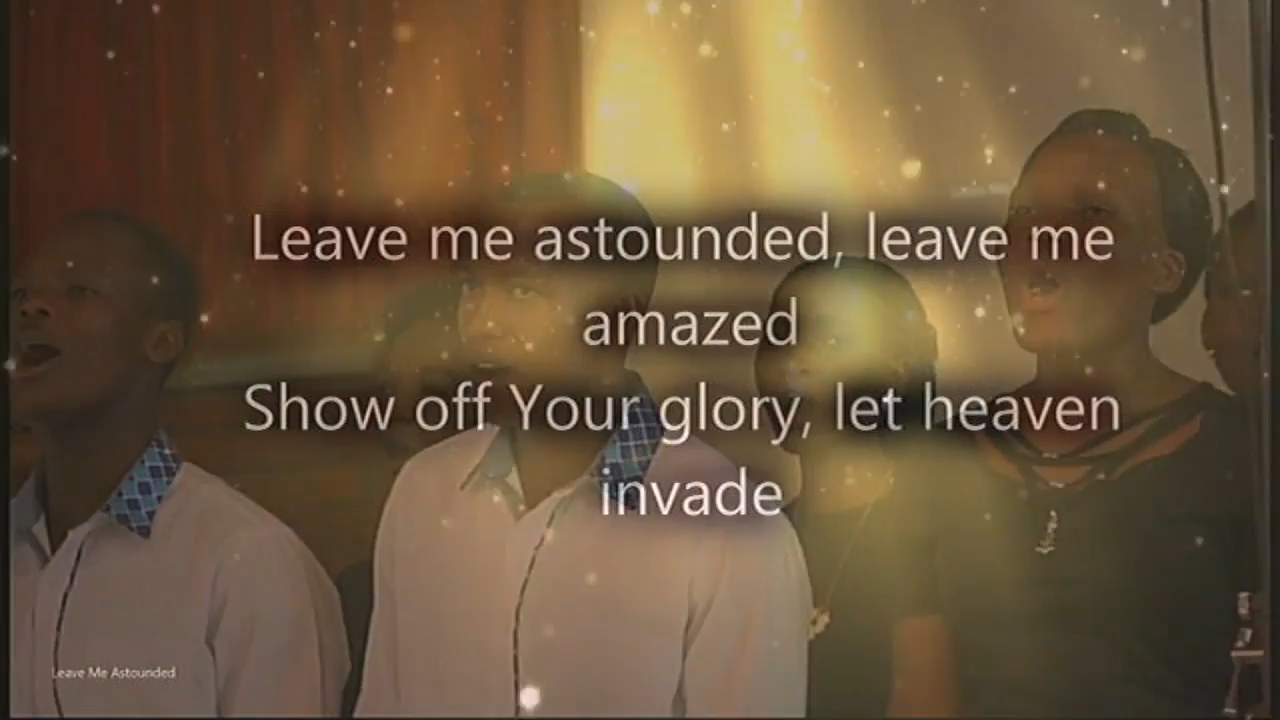 Leave me astounded, leave me
amazed
Show off Your glory, let heaven
invade
Leave Me Astounded